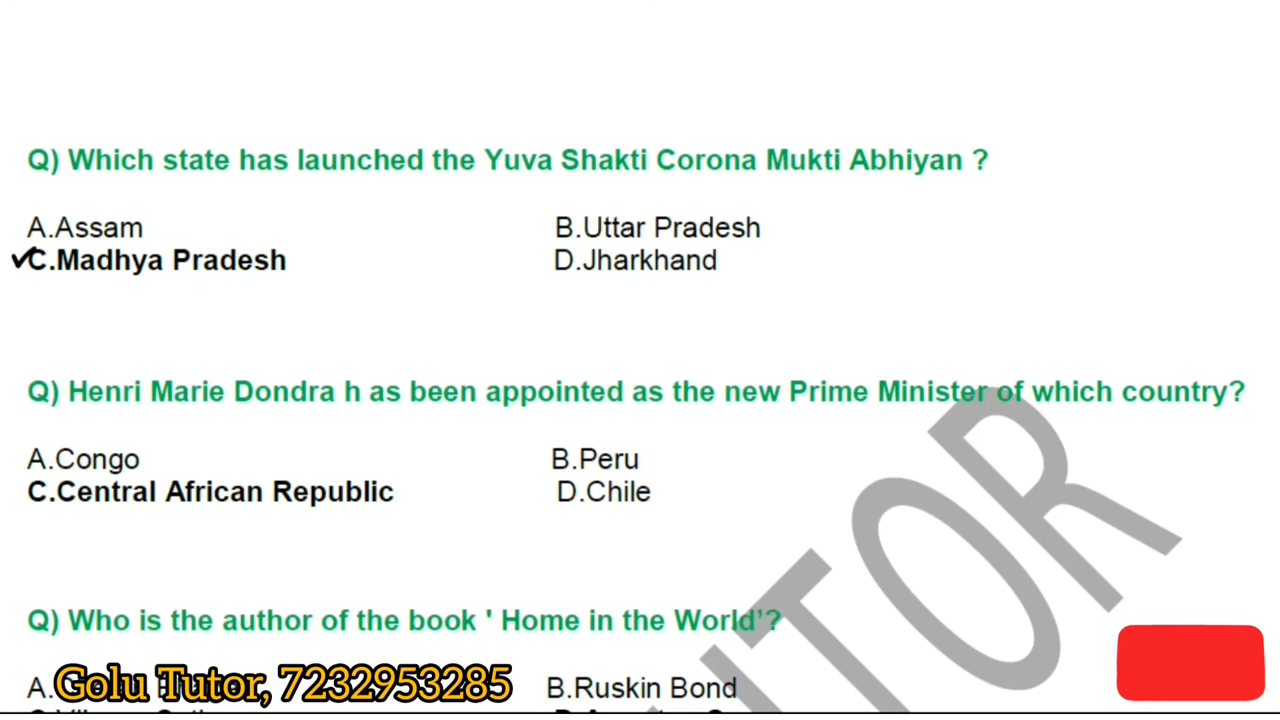 Q) Which state has launched the Yuva Shakti Corona Mukti Abhiyan ?
A.Assam B.Uttar Pradesh
C.Madhya Pradesh D.Jharkhand
Q) Henri Marie Dondra h as been appointed as the new Prime Minister of which country?
A.Congo B.Peru
C.Central African Republic D.Chile
Q) Who is the author of the book ' Home in the World’?
A. B.Ruskin Bond
Golu Tutor, 7232953285
TOR